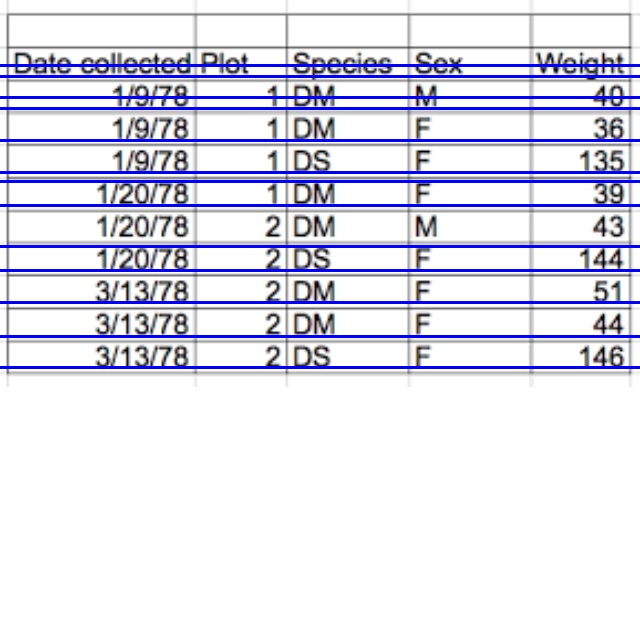 Date collected Plot Species Sex Weight
1/9/78 1 DM M 40
1/9/78 1 DM F 36
1/9/78 1 DS F 135
1/20/78 1 DM F 39
1/20/78 2 DM M 43
1/20/78 2 DS F 144
3/13/78 2 DM F 51
3/13/78 2 DM F 44
3/13/78 2 DS F 146